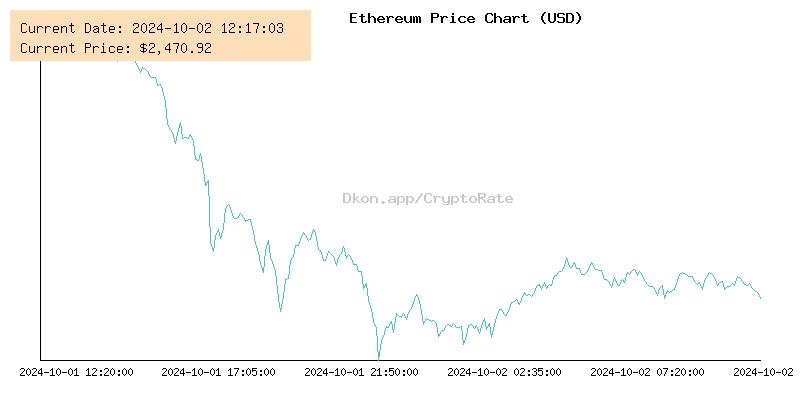 Ethereum Price Chart (USD)
Current Date: 2024-10-02 12:17:03
Current Price: $2,470.92
Dkon.app/CryptoRate
2024-10-01 12:20:00 2024-10-01 17:05:00 2024-10-01 21:50:00 2024-10-02 02:35:00 2024-10-02 07:20:00 2024-10-02